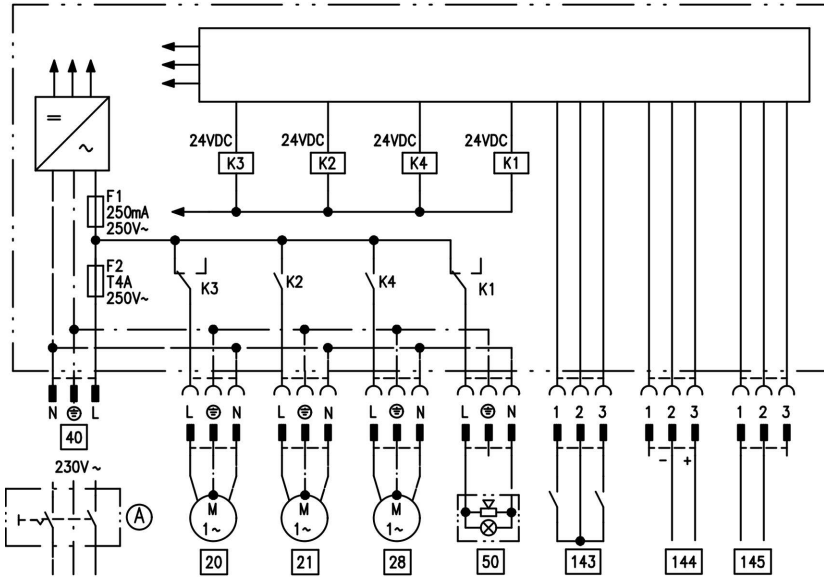 24VDC 24VDC 24VDC 24VDC
K3 K2 K4 K1
= ~
F1
250mA
250V~
F2
T4A
250V~
K3 K2 K4 K1
N L L N L N L N L N 1 2 3 1 2 3 1 2 3
40
- +
230V~
A
M M M
1~ 1~ 1~
20 21 28 50 143 144 145